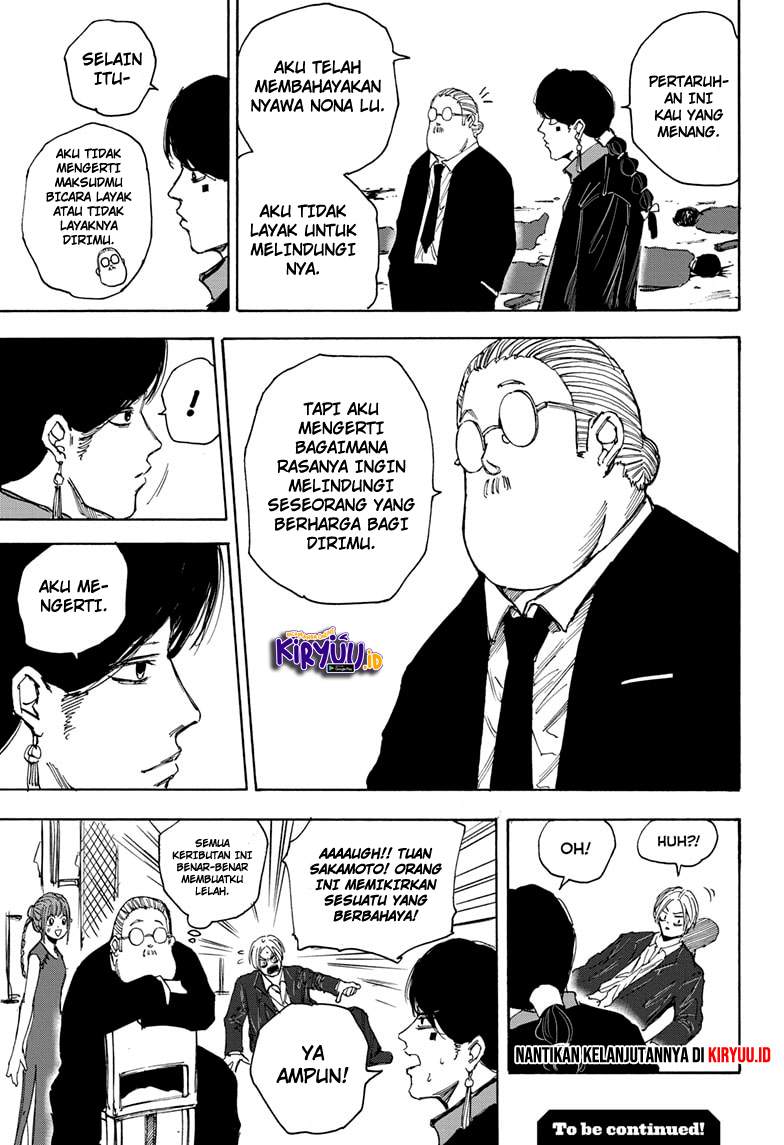 PERTARUH-
AN INI
KAU YANG
MENANG.
AKU TELAH
MEMBAHAYAKAN
NYAWA NONA LU.
AKU TIDAK
LAYAK UNTUK
MELINDUNGI
NYA.
SELAIN
ITU-
AKU TIDAK
MENGERTI
MAKSUDMU
BICARA LAYAK
ATAU TIDAK
LAYAKNYA
DIRIMU.
TAPI AKU
MENGERTI
BAGAIMANA
RASANYA INGIN
MELINDUNGI
SESEORANG YANG
BERHARGA BAGI
DIRIMU.
!
AKU ME-
NGERTI.
KIRYUU.ID
HUH?!
OH!
AAAAUGH!! TUAN
SAKAMOTO! ORANG
INI MEMIKIRKAN
SESUATU YANG
BERBAHAYA!
SEMUA
KERIBUTAN INI
BENAR-BENAR
MEMBUATKU
LELAH.
YA
AMPUN!
NANTIKAN KELANJUTANNYA DI KIRYUU.ID
To be continued!